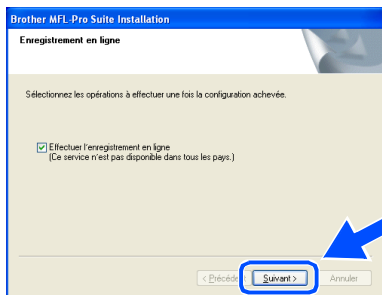 Brother MFL-Pro Suite Installation
Enregistrement en ligne
Sélectionnez les opérations à effectuer une fois la configuration achevée.
Effectuer l'enregistrement en ligne
(Ce service n'est pas disponible dans tous les pays.)
< Précéde Suivant > Annuler